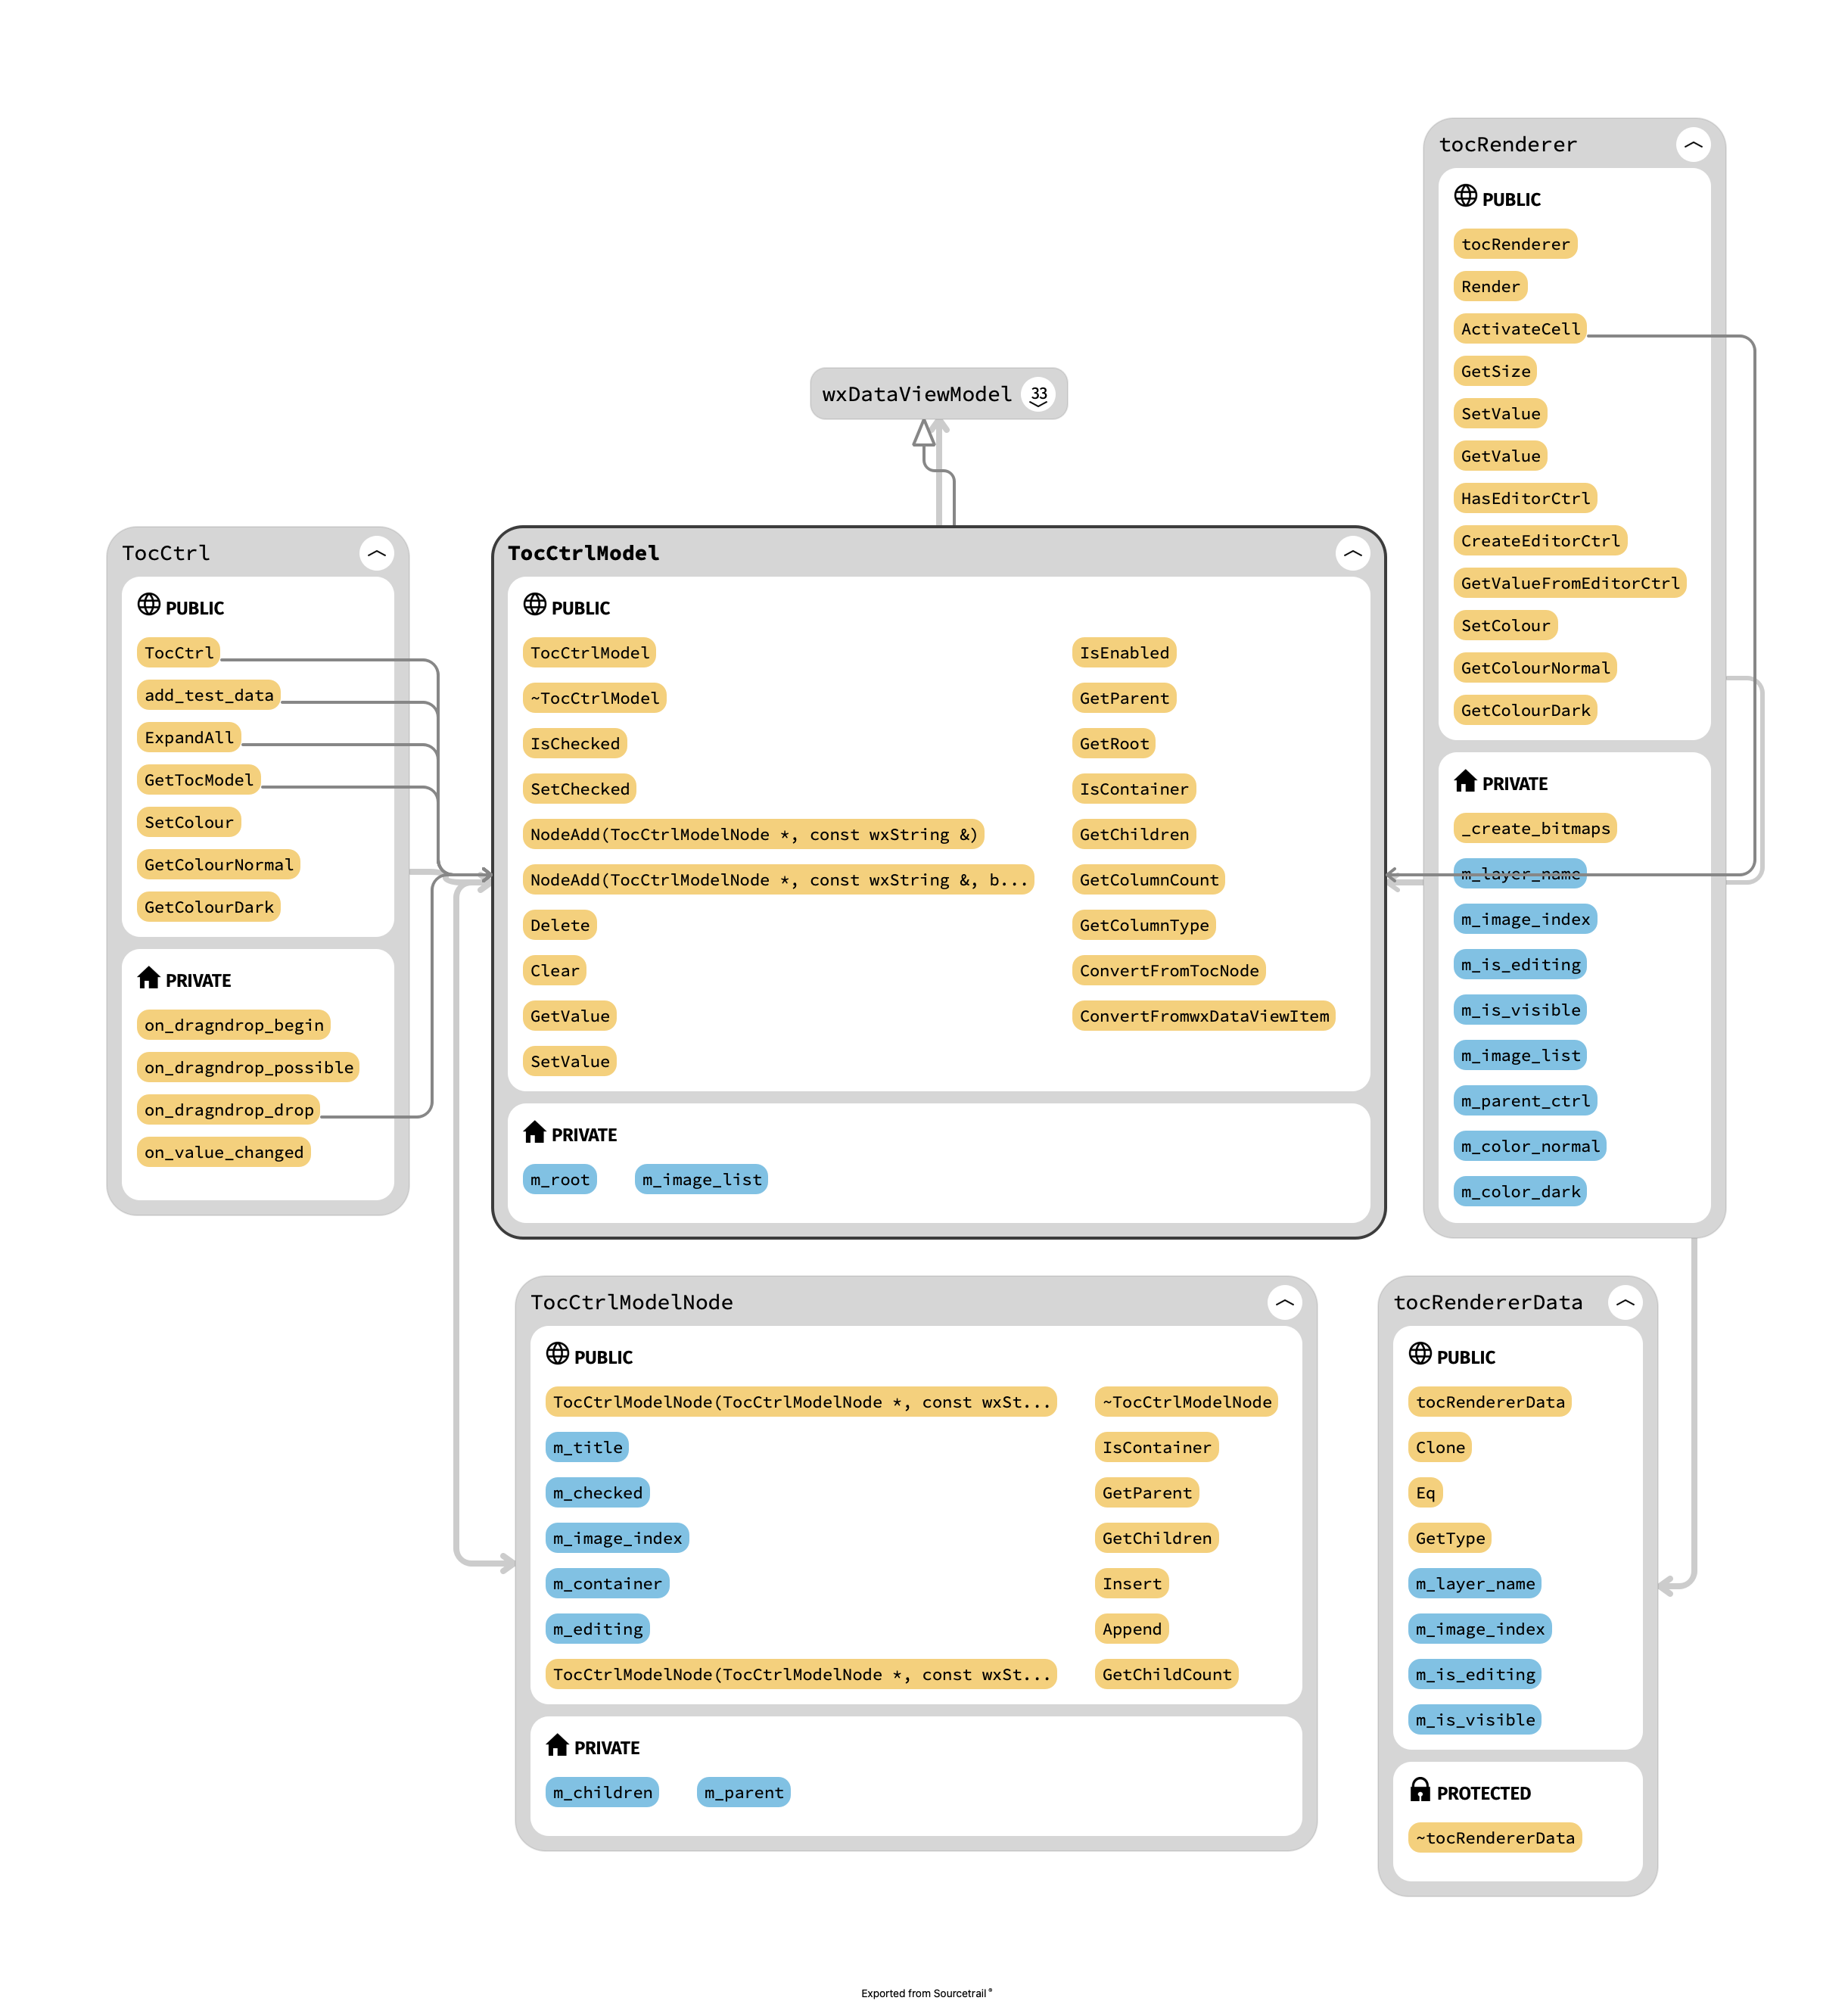 wxDataViewModel 33
TocCtrl
PUBLIC
TocCtrl
add_test_data
ExpandAll
GetTocModel
SetColour
GetColourNormal
GetColourDark
PRIVATE
on_dragndrop_begin
on_dragndrop_possible
on_dragndrop_drop
on_value_changed
TocCtrlModel
PUBLIC
TocCtrlModel
~TocCtrlModel
IsChecked
SetChecked
NodeAdd(TocCtrlModelNode *, const wxString &)
NodeAdd(TocCtrlModelNode *, const wxString &, b...
Delete
Clear
GetValue
SetValue
IsEnabled
GetParent
GetRoot
IsContainer
GetChildren
GetColumnCount
GetColumnType
ConvertFromTocNode
ConvertFromwxDataViewItem
PRIVATE
m_root
m_image_list
tocRenderer
PUBLIC
tocRenderer
Render
ActivateCell
GetSize
SetValue
GetValue
HasEditorCtrl
CreateEditorCtrl
GetValueFromEditorCtrl
SetColour
GetColourNormal
GetColourDark
PRIVATE
_create_bitmaps
m_layer_name
m_image_index
m_is_editing
m_is_visible
m_image_list
m_parent_ctrl
m_color_normal
m_color_dark
TocCtrlModelNode
PUBLIC
TocCtrlModelNode(TocCtrlModelNode *, const wxSt...
m_title
m_checked
m_image_index
m_container
m_editing
TocCtrlModelNode(TocCtrlModelNode *, const wxSt...
~TocCtrlModelNode
IsContainer
GetParent
GetChildren
Insert
Append
GetChildCount
PRIVATE
m_children
m_parent
tocRendererData
PUBLIC
tocRendererData
Clone
Eq
GetType
m_layer_name
m_image_index
m_is_editing
m_is_visible
PROTECTED
~tocRendererData
Exported from Sourcetrail®